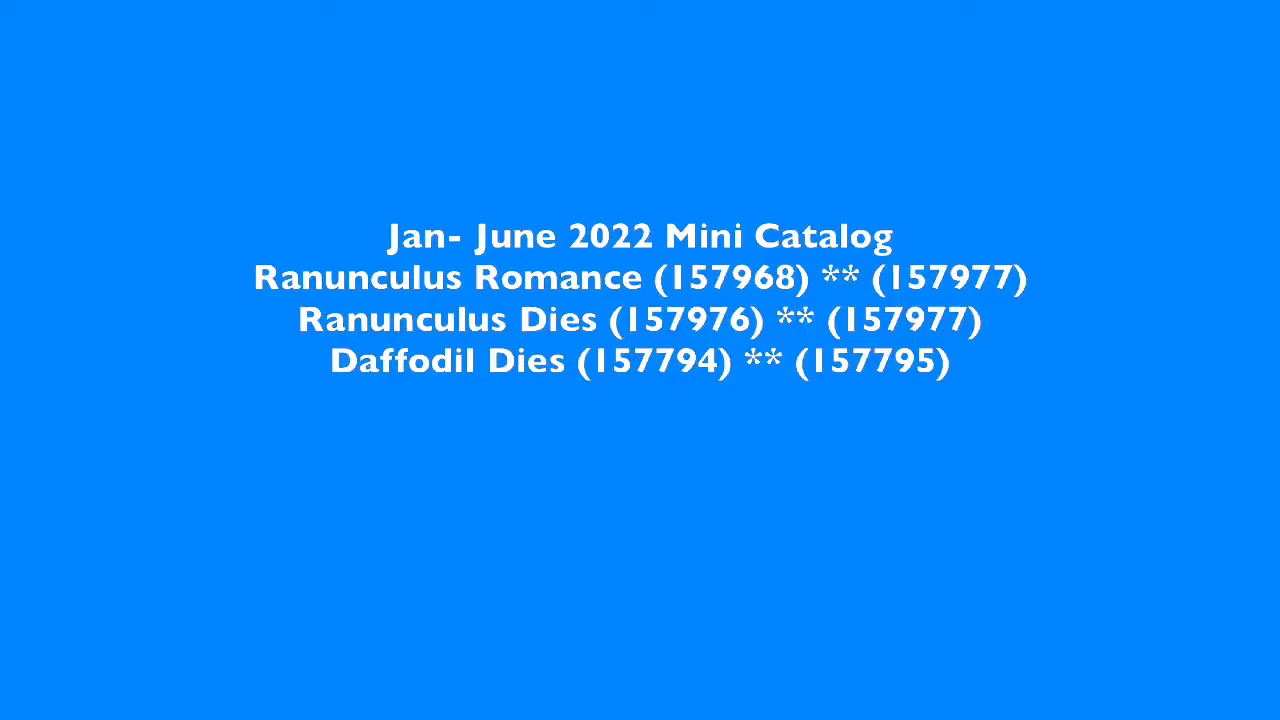 Jan- June 2022 Mini Catalog
Ranunculus Romance (157968) ** (157977)
Ranunculus Dies (157976) ** (157977)
Daffodil Dies (157794) ** (157795)